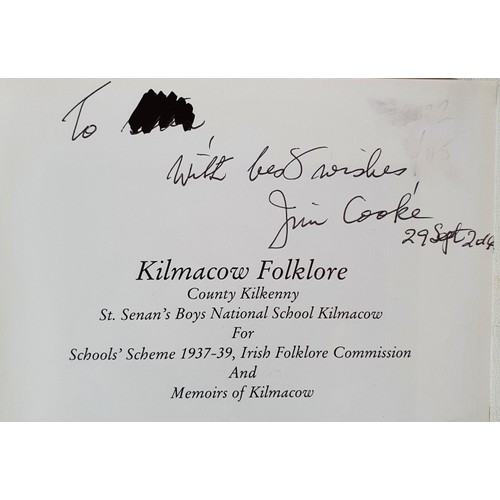 To
With best wishes
Jim Cooke
29 Sept 2004
Kilmacow Folklore
County Kilkenny
St. Senan's Boys National School Kilmacow
For
Schools' Scheme 1937-39, Irish Folklore Commission
And
Memoirs of Kilmacow